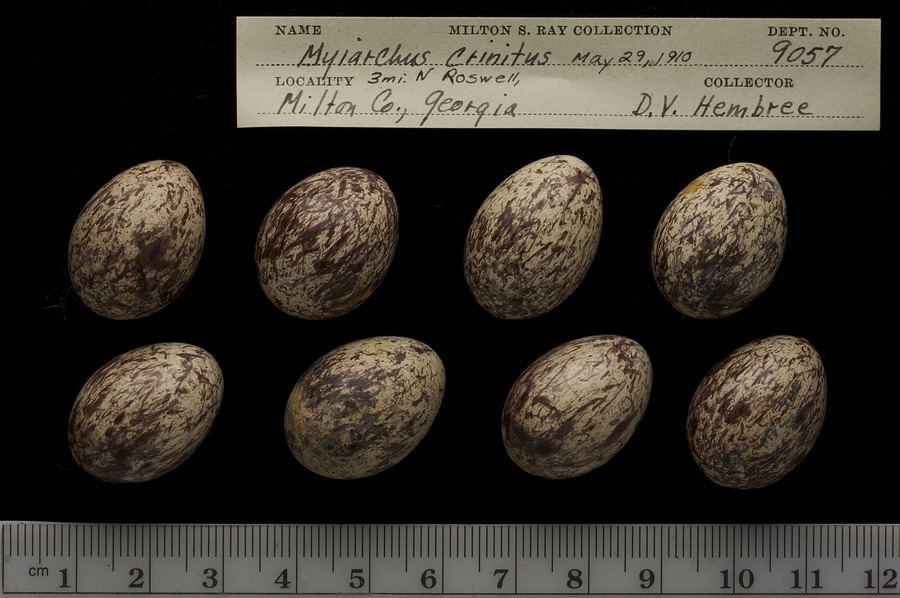 NAME MILTON S. RAY COLLECTION DEPT. NO.
Myiarchus crinitus May 29, 1910 9057
LOCALITY 3mi. N Roswell, COLLECTOR
Milton Co., Georgia D.V. Hembree
cm 1 2 3 4 5 6 7 8 9 10 11 12